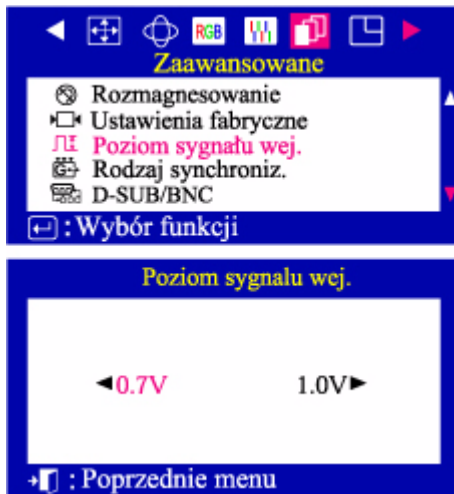 RGB
Zaawansowane
Rozmagnesowanie
Ustawienia fabryczne
Poziom sygnału wej.
Rodzaj synchroniz.
D-SUB/BNC
: Wybór funkcji
Poziom sygnalu wej.
0.7V 1.0V
: Poprzednie menu